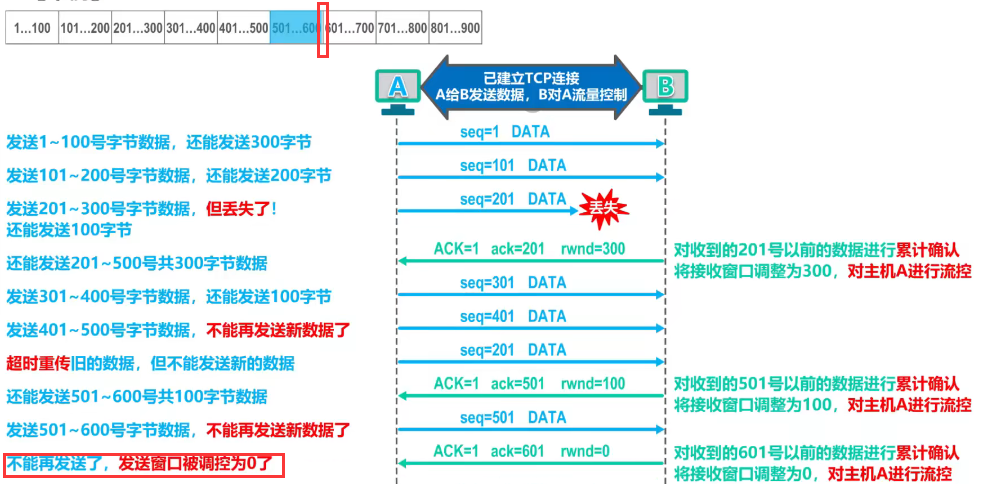 1...100 101...200 201...300 301...400 401...500 501...600 601...700 701...800 801...900
已建立TCP连接
A给B发送数据，B对A流量控制
A
B
发送1~100号字节数据，还能发送300字节
seq=1 DATA
发送101~200号字节数据，还能发送200字节
seq=101 DATA
发送201~300号字节数据，但丢失了！
还能发送100字节
seq=201 DATA
丢失
还能发送201~500号共300字节数据
ACK=1 ack=201 rwnd=300
对收到的201号以前的数据进行累计确认
将接收窗口调整为300，对主机A进行流控
发送301~400号字节数据，还能发送100字节
seq=301 DATA
发送401~500号字节数据，不能再发送新数据了
seq=401 DATA
超时重传旧的数据，但不能发送新的数据
seq=201 DATA
还能发送501~600号共100字节数据
ACK=1 ack=501 rwnd=100
对收到的501号以前的数据进行累计确认
将接收窗口调整为100，对主机A进行流控
发送501~600号字节数据，不能再发送新数据了
seq=501 DATA
不能再发送了，发送窗口被调控为0了
ACK=1 ack=601 rwnd=0
对收到的601号以前的数据进行累计确认
将接收窗口调整为0，对主机A进行流控